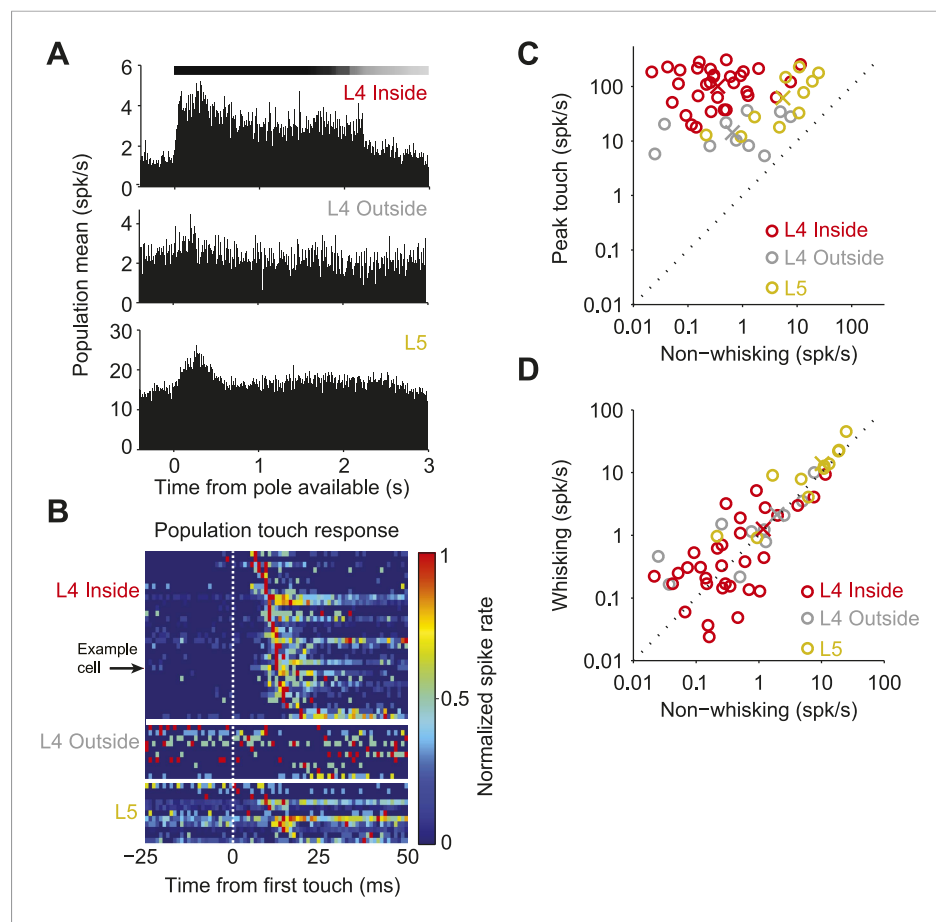 A
6
4
2
0
L4 Inside
4
2
0
L4 Outside
30
20
10
0
L5
Population mean (spk/s)
0
1
2
3
Time from pole available (s)
B
Population touch response
L4 Inside
Example
cell
L4 Outside
L5
1
0.5
0
Normalized spike rate
−25
0
25
50
Time from first touch (ms)
C
100
10
1
0.1
0.01
Peak touch (spk/s)
L4 Inside
L4 Outside
L5
0.01
0.1
1
10
100
Non−whisking (spk/s)
D
100
10
1
0.1
0.01
Whisking (spk/s)
L4 Inside
L4 Outside
L5
0.01
0.1
1
10
100
Non−whisking (spk/s)